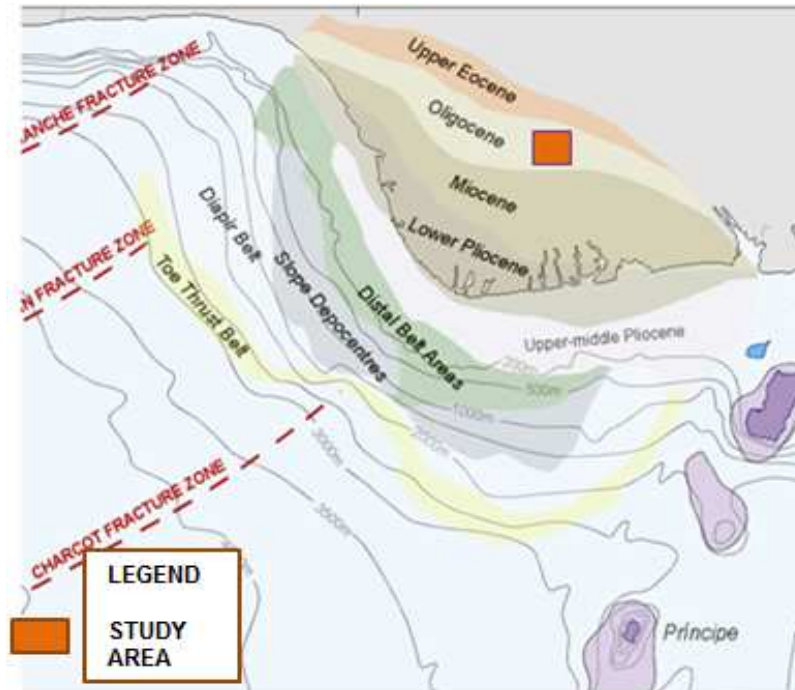 Upper Eocene
ANCHE FRACTURE ZONE
Oligocene
Miocene
Diapir Belt
Lower Pliocene
N FRACTURE ZONE
Slope Depocentres
Toe Thrust Belt
Distal Belt Areas
Upper-middle Pliocene
200m
500m
1000m
2000m
3000m
3500m
CHARCOT FRACTURE ZONE
LEGEND
STUDY
AREA
Príncipe